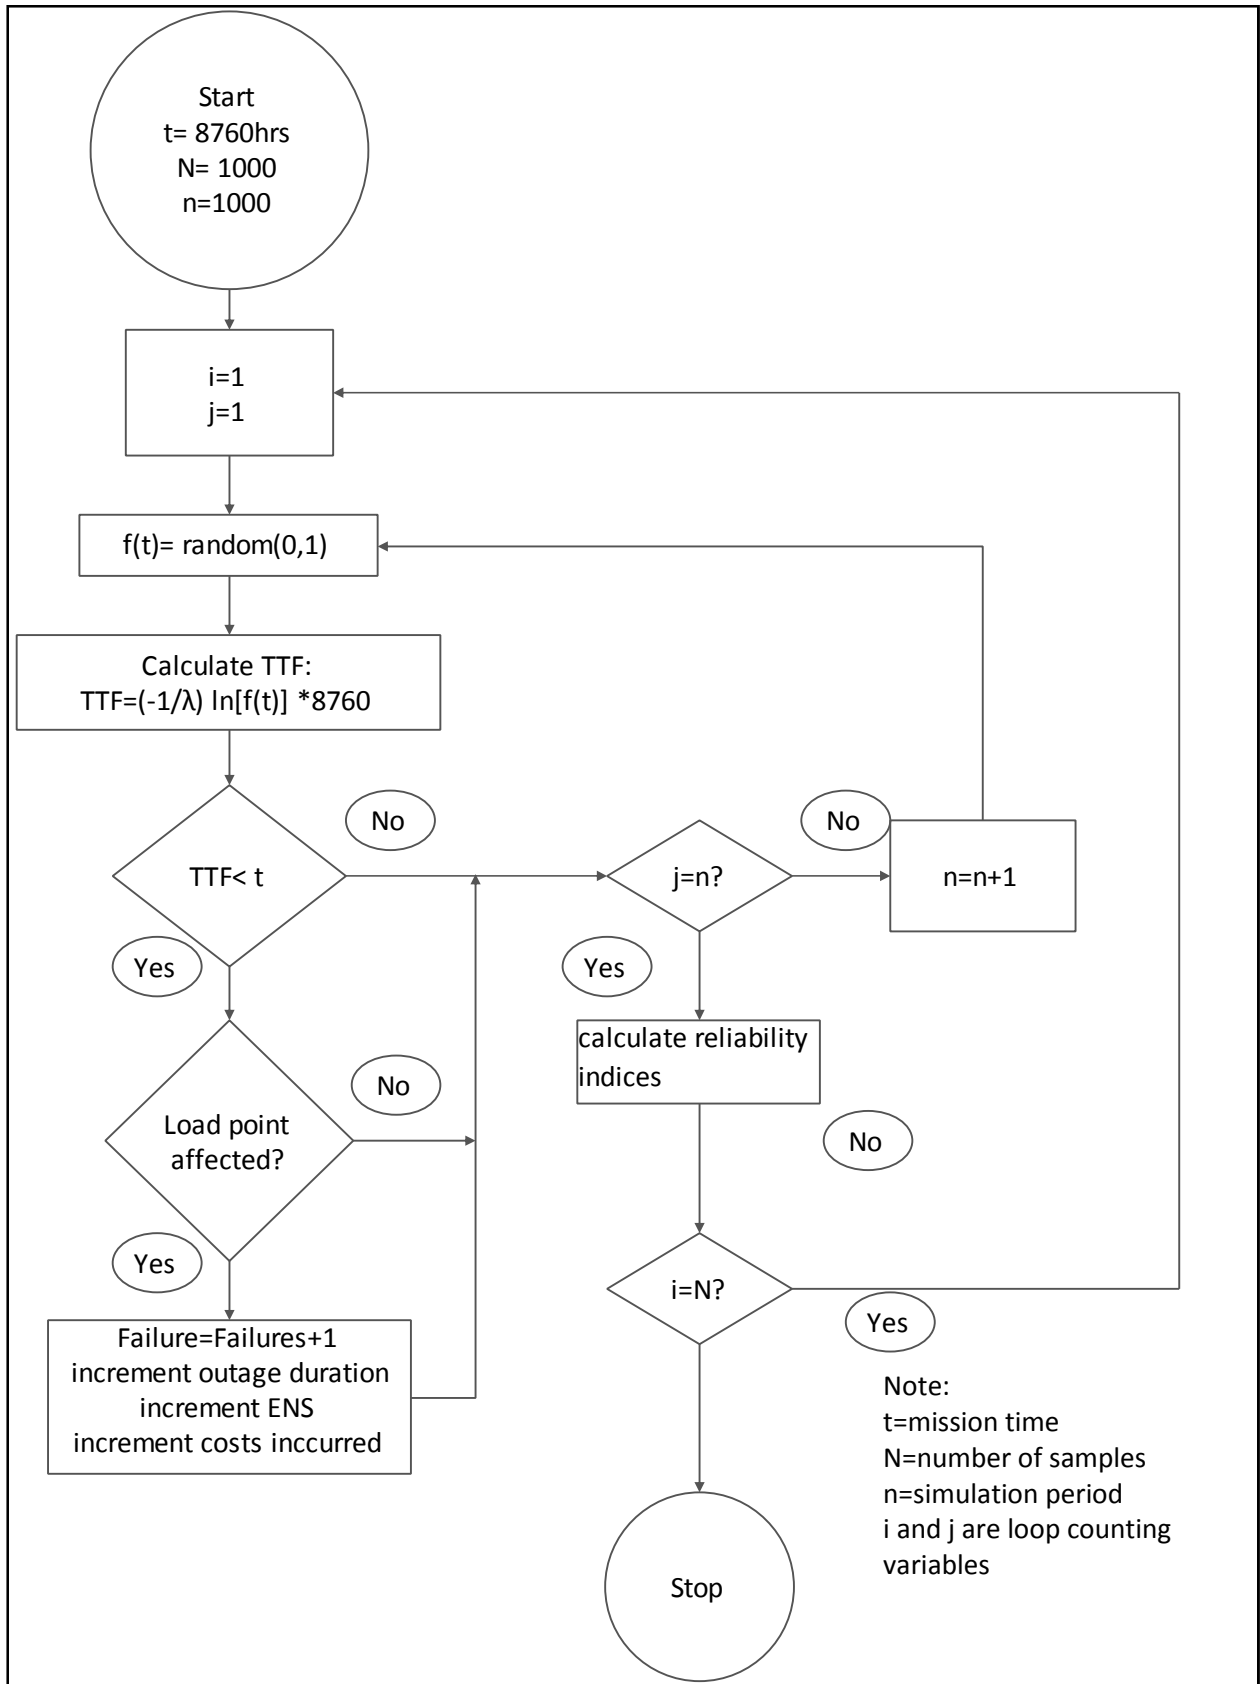 Start
t= 8760hrs
N= 1000
n=1000
i=1
j=1
f(t)= random(0,1)
Calculate TTF:
TTF=(-1/λ) ln[f(t)] *8760
TTF< t
No
Yes
Load point
affected?
No
Yes
Failure=Failures+1
increment outage duration
increment ENS
increment costs inccurred
j=n?
No
n=n+1
Yes
calculate reliability
indices
No
i=N?
Yes
Stop
Note:
t=mission time
N=number of samples
n=simulation period
i and j are loop counting
variables